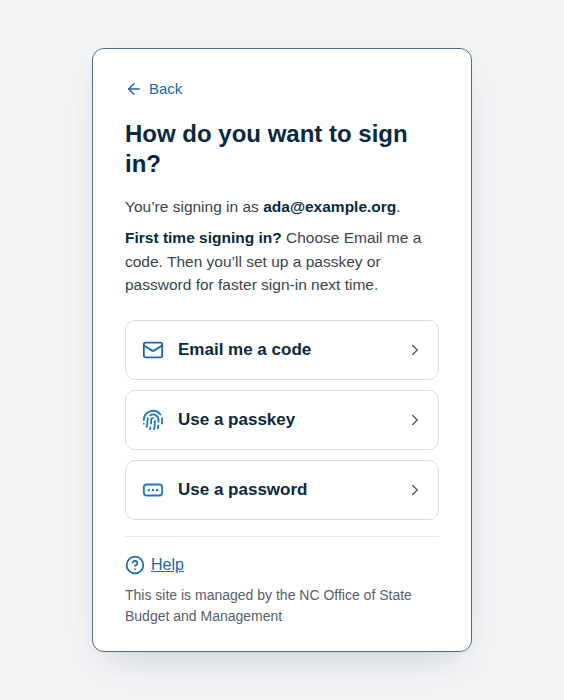 Back
How do you want to sign
in?
You’re signing in as ada@example.org.
First time signing in? Choose Email me a
code. Then you’ll set up a passkey or
password for faster sign-in next time.
Email me a code
Use a passkey
Use a password
Help
This site is managed by the NC Office of State
Budget and Management